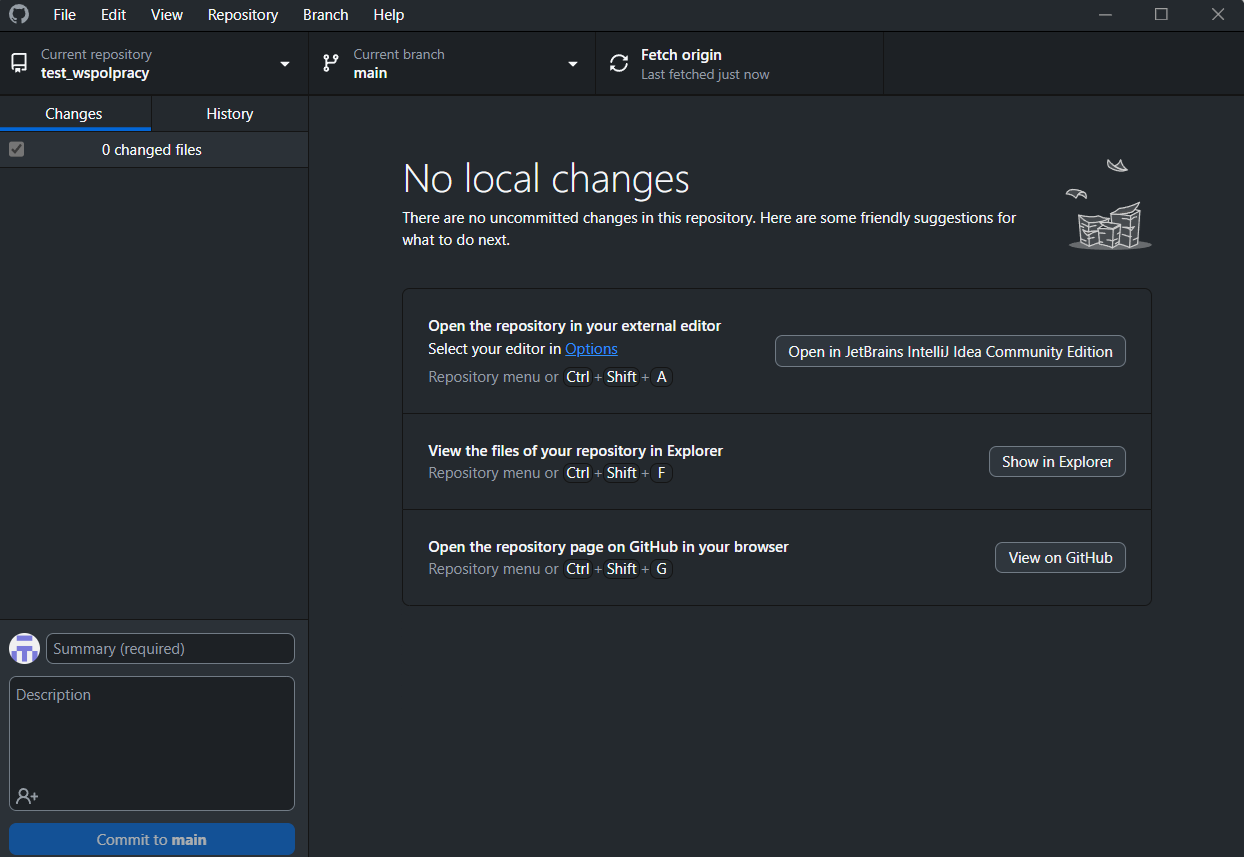 File Edit View Repository Branch Help
Current repository
test_wspolpracy
Current branch
main
Fetch origin
Last fetched just now
Changes History
0 changed files
No local changes
There are no uncommitted changes in this repository. Here are some friendly suggestions for
what to do next.
Open the repository in your external editor
Select your editor in Options
Repository menu or Ctrl + Shift + A
Open in JetBrains IntelliJ Idea Community Edition
View the files of your repository in Explorer
Repository menu or Ctrl + Shift + F
Show in Explorer
Open the repository page on GitHub in your browser
Repository menu or Ctrl + Shift + G
View on GitHub
Summary (required)
Description
Commit to main